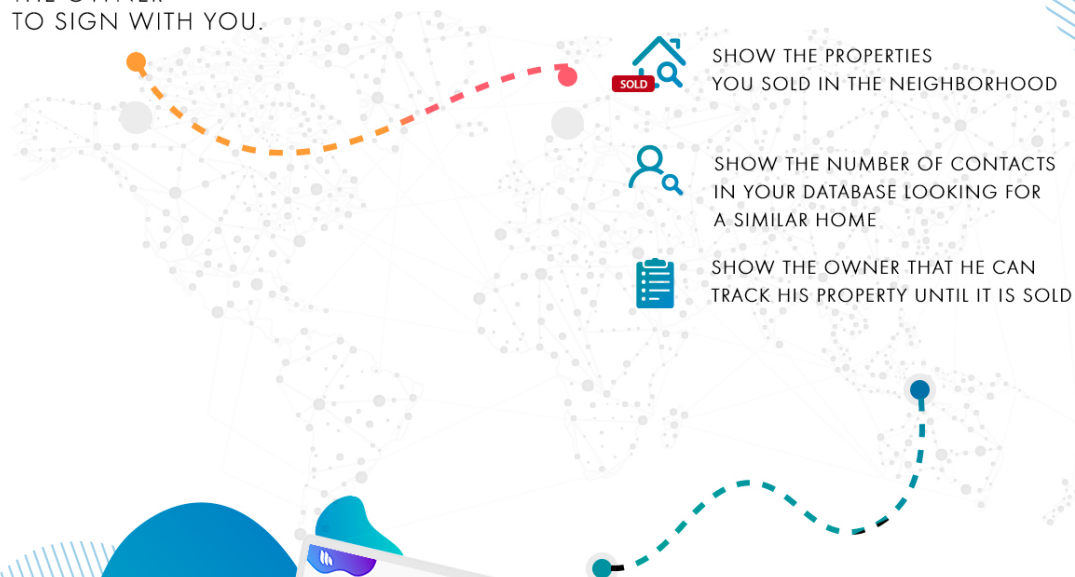 THE OWNER
TO SIGN WITH YOU.
SOLD
SHOW THE PROPERTIES
YOU SOLD IN THE NEIGHBORHOOD
SHOW THE NUMBER OF CONTACTS
IN YOUR DATABASE LOOKING FOR
A SIMILAR HOME
SHOW THE OWNER THAT HE CAN
TRACK HIS PROPERTY UNTIL IT IS SOLD